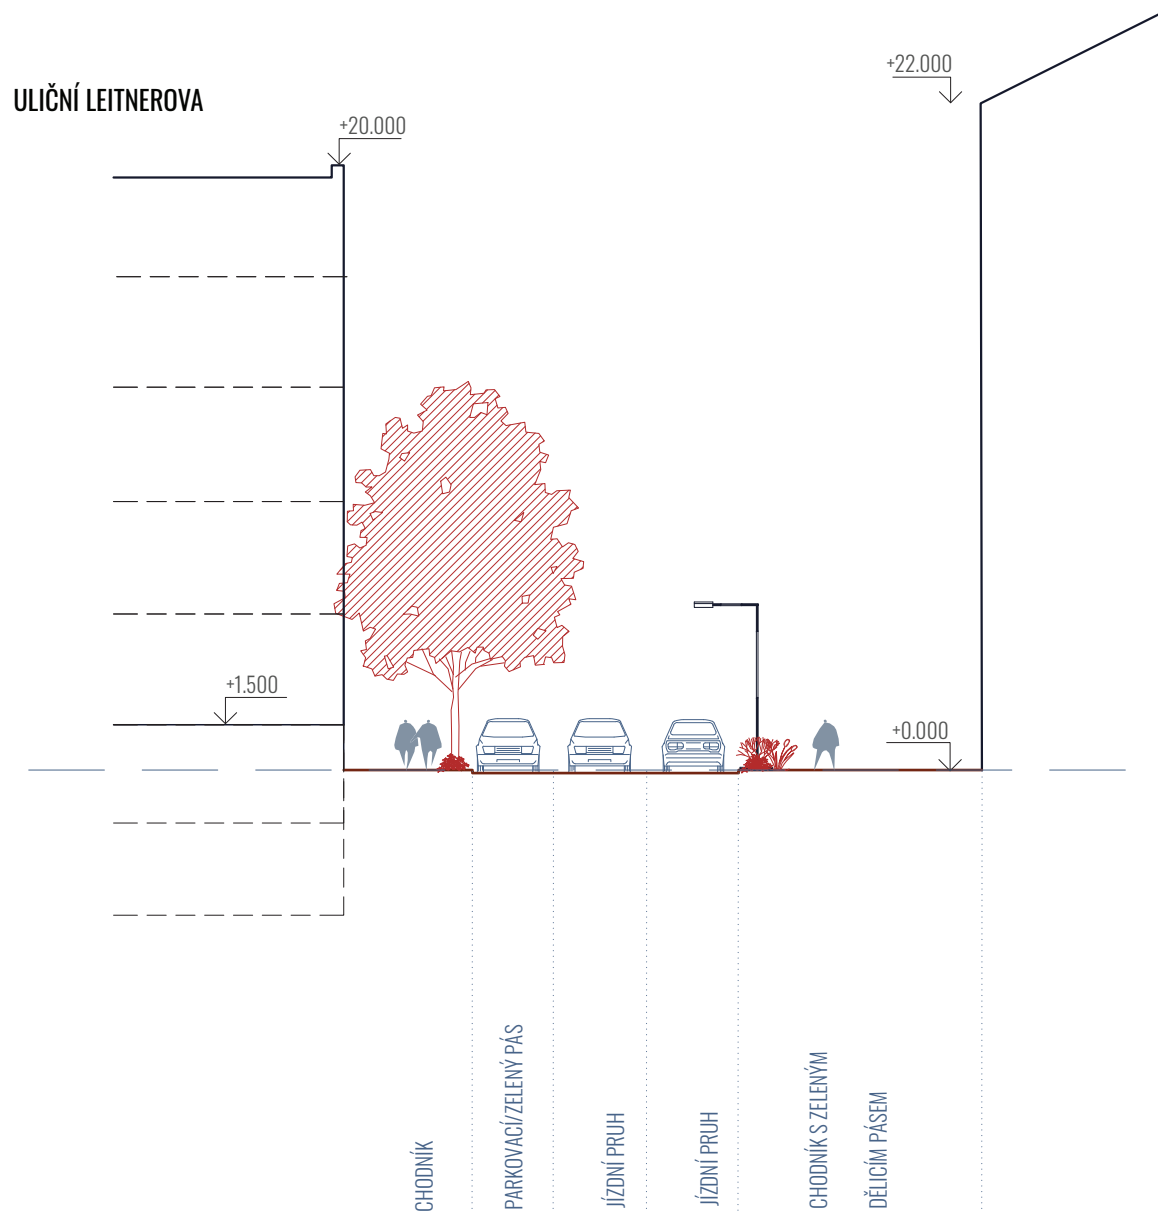 ULIČNÍ LEITNEROVA
+20.000
+22.000
+1.500
+0.000
CHODNÍK
PARKOVACÍ/ZELENÝ PÁS
JÍZDNÍ PRUH
JÍZDNÍ PRUH
CHODNÍK S ZELENÝM
DĚLICÍM PÁSEM